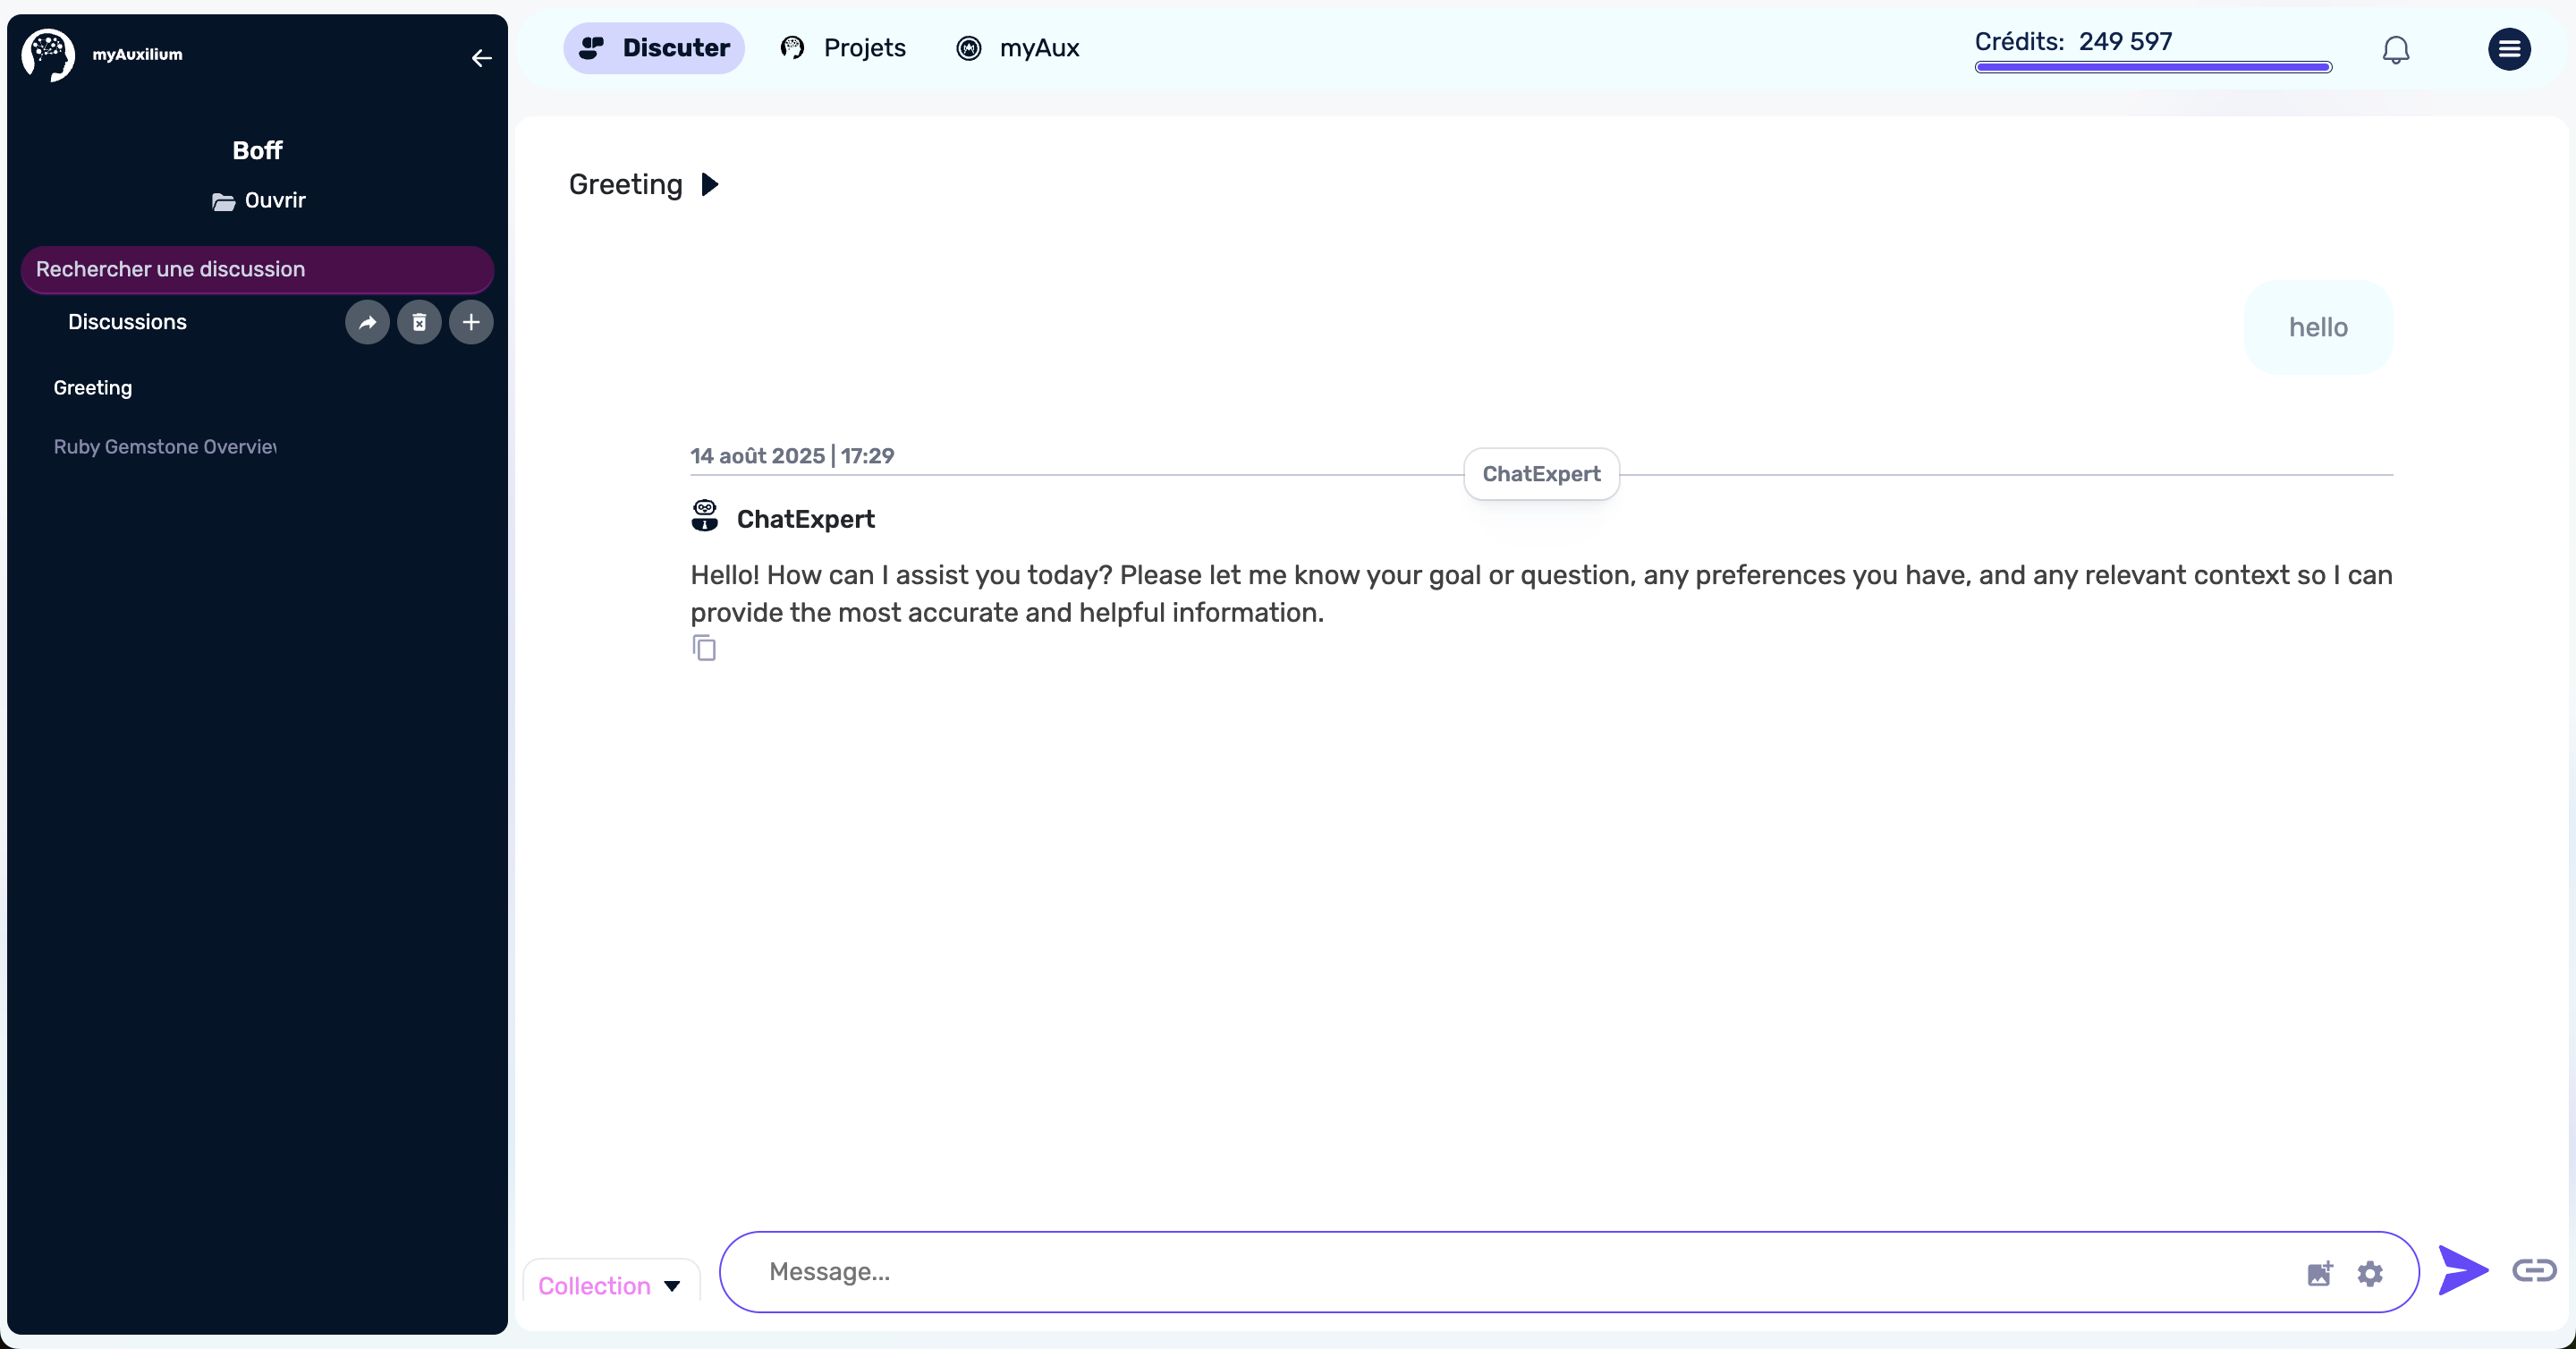 myAuxilium
Boff
Ouvrir
Rechercher une discussion
Discussions
Greeting
Ruby Gemstone Overview
Discuter
Projets
myAux
Crédits: 249 597
Greeting
hello
14 août 2025 | 17:29
ChatExpert
ChatExpert
Hello! How can I assist you today? Please let me know your goal or question, any preferences you have, and any relevant context so I can
provide the most accurate and helpful information.
Collection
Message...